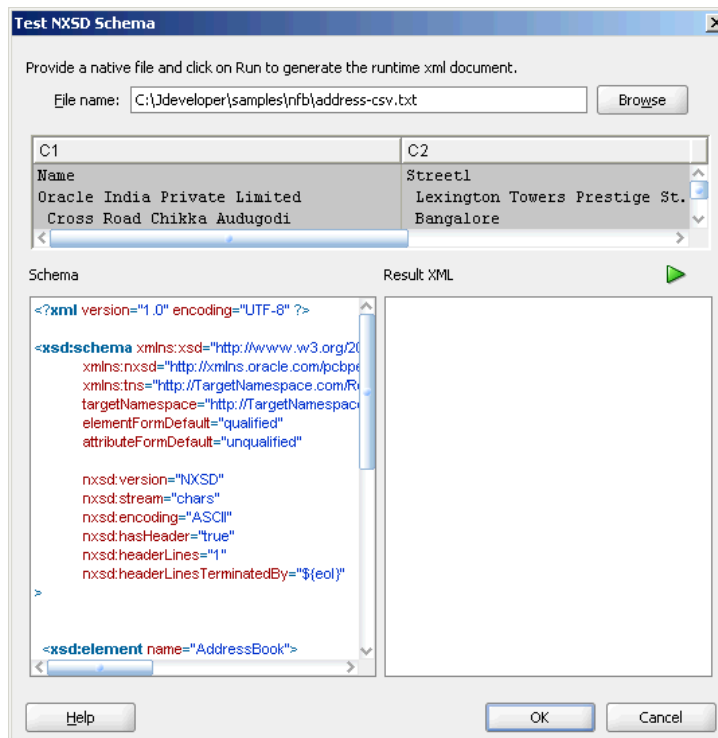 Test NXSD Schema
Provide a native file and click on Run to generate the runtime xml document.
File name: C:\Jdeveloper\samples\nfb\address-csv.txt Browse
C1 C2
Name Street1
Oracle India Private Limited Lexington Towers Prestige St.
Cross Road Chikka Audugodi Bangalore
Schema Result XML
<?xml version="1.0" encoding="UTF-8" ?>
<xsd:schema xmlns:xsd="http://www.w3.org/20
xmlns:nxsd="http://xmlns.oracle.com/pcbpe
xmlns:tns="http://TargetNamespace.com/Re
targetNamespace="http://TargetNamespac
elementFormDefault="qualified"
attributeFormDefault="unqualified"
nxsd:version="NXSD"
nxsd:stream="chars"
nxsd:encoding="ASCII"
nxsd:hasHeader="true"
nxsd:headerLines="1"
nxsd:headerLinesTerminatedBy="${eol}"
>
<xsd:element name="AddressBook">
Help OK Cancel